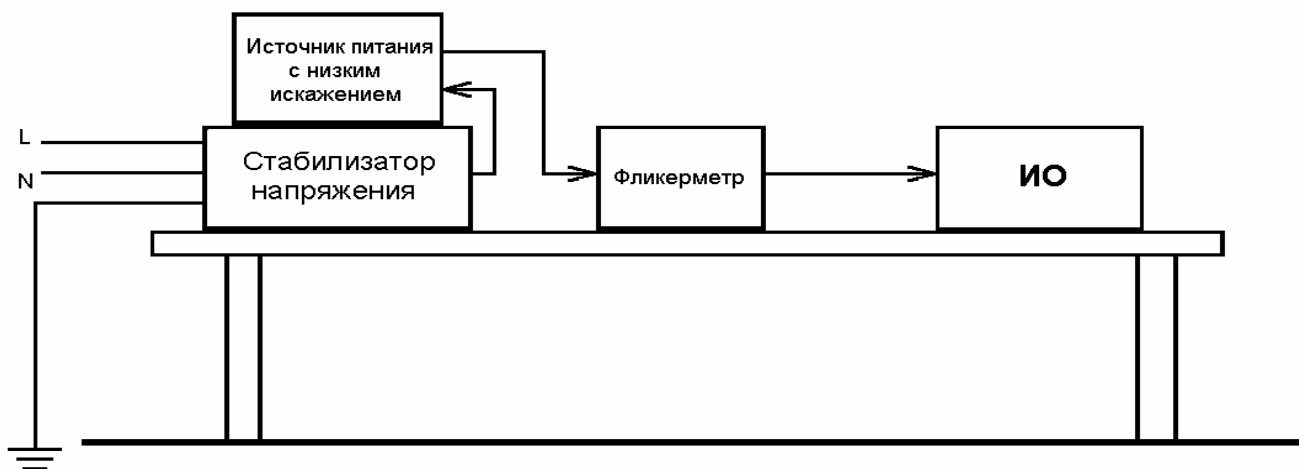 Источник питания
с низким
искажением
L
N
Стабилизатор
напряжения
Фликерметр
ИО